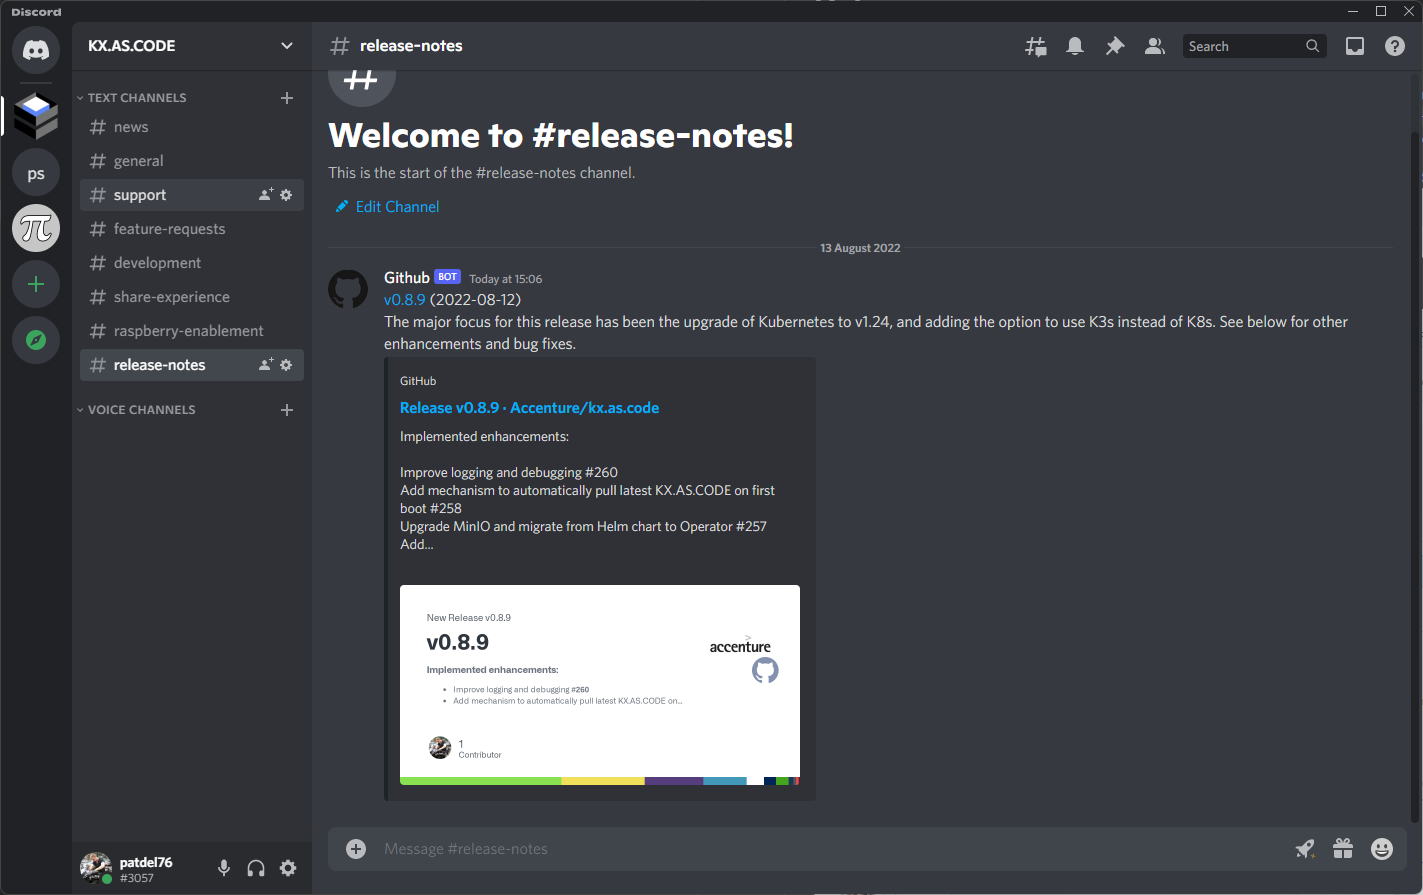 Discord
KX.AS.CODE
ps
TEXT CHANNELS
news
general
support
feature-requests
development
share-experience
raspberry-enablement
release-notes
VOICE CHANNELS
patdel76
#3057
release-notes
Search
Welcome to #release-notes!
This is the start of the #release-notes channel.
Edit Channel
13 August 2022
Github BOT Today at 15:06
v0.8.9 (2022-08-12)
The major focus for this release has been the upgrade of Kubernetes to v1.24, and adding the option to use K3s instead of K8s. See below for other
enhancements and bug fixes.
GitHub
Release v0.8.9 · Accenture/kx.as.code
Implemented enhancements:
Improve logging and debugging #260
Add mechanism to automatically pull latest KX.AS.CODE on first
boot #258
Upgrade MinIO and migrate from Helm chart to Operator #257
Add...
New Release v0.8.9
v0.8.9
accenture
Implemented enhancements:
• Improve logging and debugging #260
• Add mechanism to automatically pull latest KX.AS.CODE on...
1
Contributor
Message #release-notes